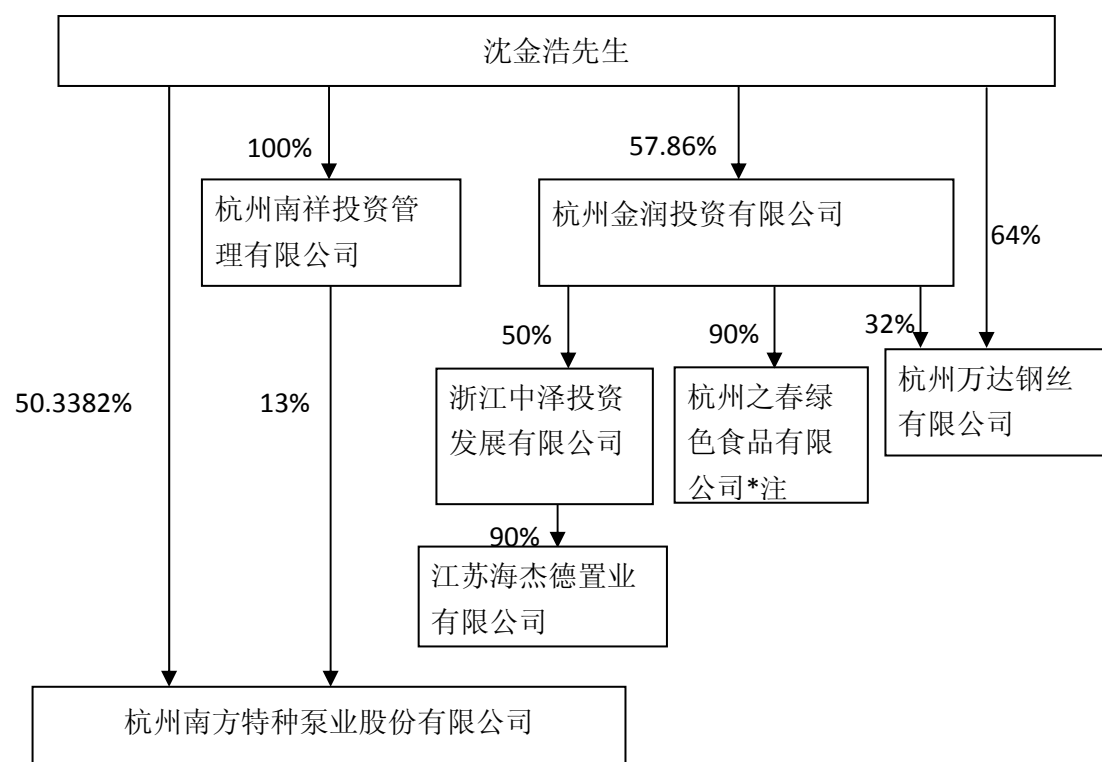 沈金浩先生
100%
57.86%
杭州南祥投资管
理有限公司
杭州金润投资有限公司
64%
50%
90%
32%
50.3382%
13%
浙江中泽投资
发展有限公司
杭州之春绿
色食品有限
公司*注
杭州万达钢丝
有限公司
90%
江苏海杰德置业
有限公司
杭州南方特种泵业股份有限公司